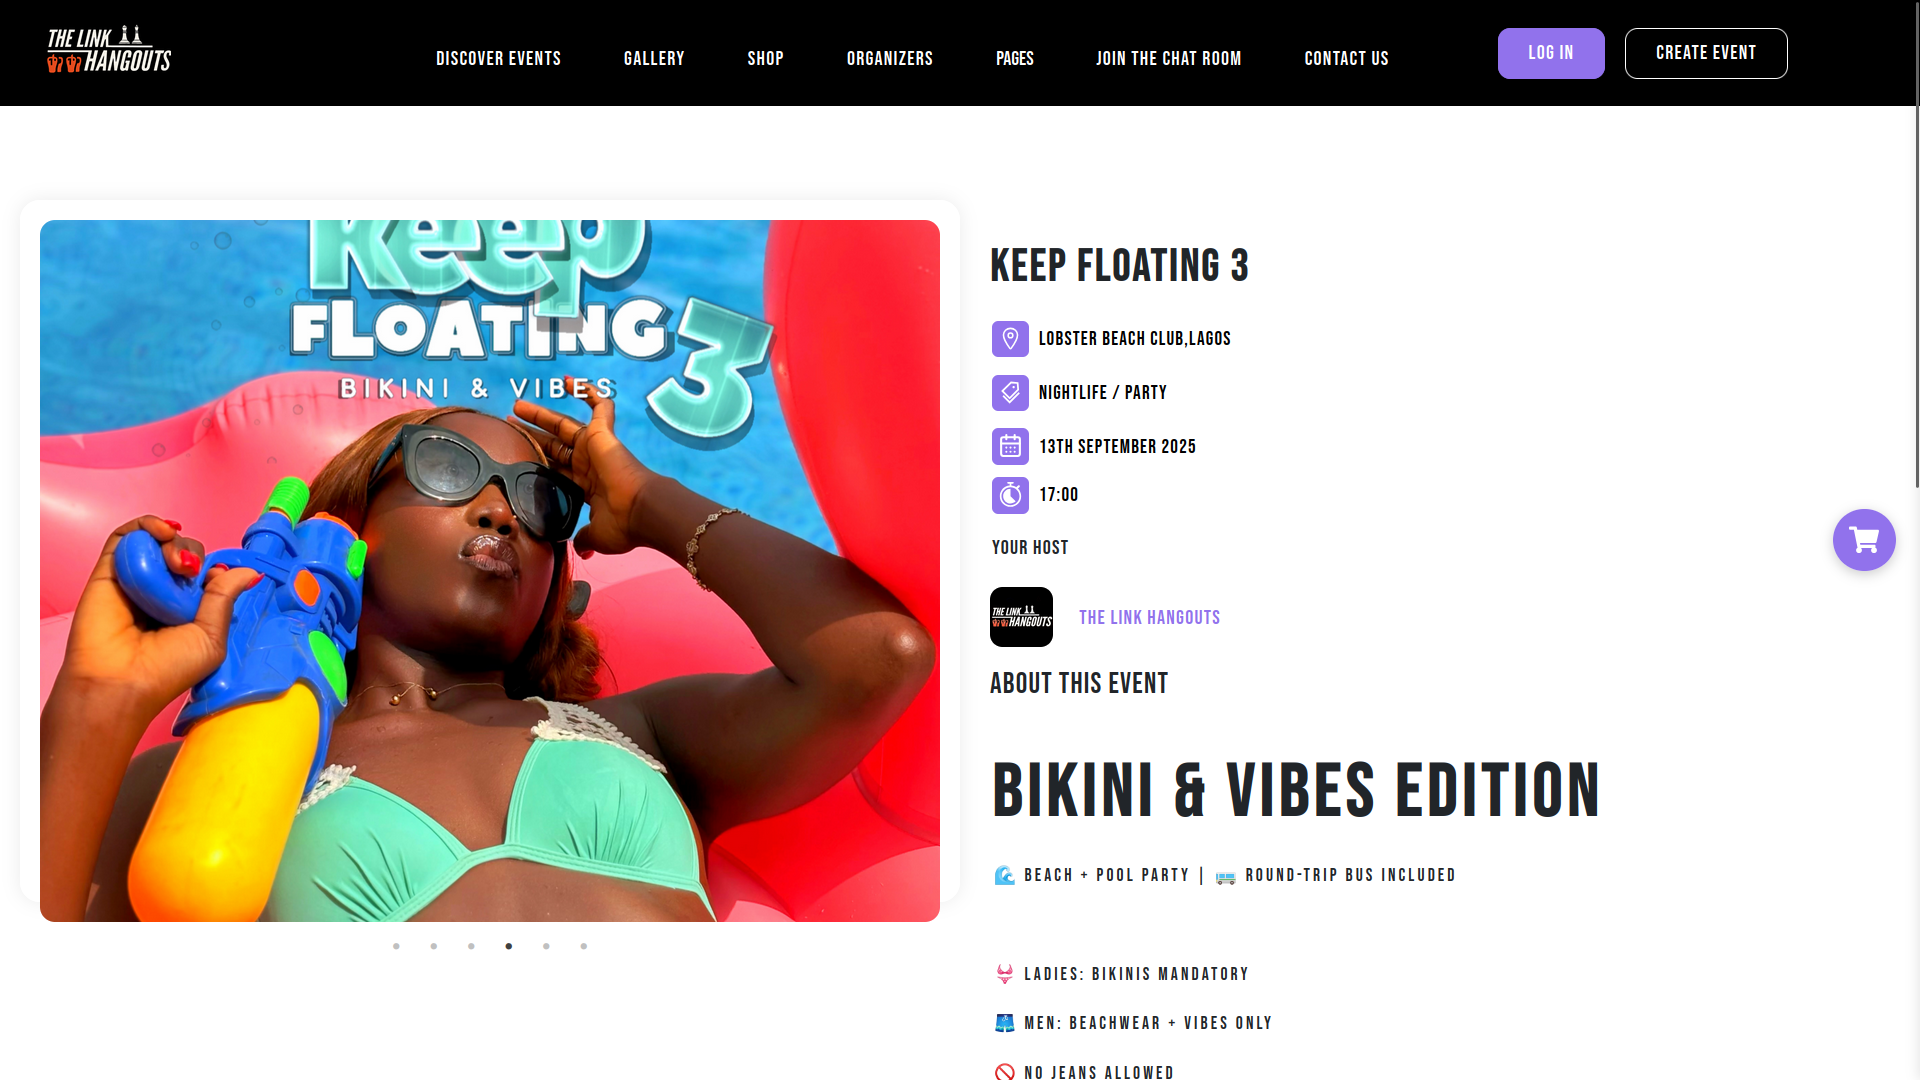 THE LINK
HANGOUTS
DISCOVER EVENTS
GALLERY
SHOP
ORGANIZERS
PAGES
JOIN THE CHAT ROOM
CONTACT US
LOG IN
CREATE EVENT
Keep
FLOATING 3
BIKINI & VIBES
KEEP FLOATING 3
LOBSTER BEACH CLUB,LAGOS
NIGHTLIFE / PARTY
13TH SEPTEMBER 2025
17:00
YOUR HOST
THE LINK
HANGOUTS
THE LINK HANGOUTS
ABOUT THIS EVENT
BIKINI & VIBES EDITION
🌊 BEACH + POOL PARTY | 🚌 ROUND-TRIP BUS INCLUDED
👙 LADIES: BIKINIS MANDATORY
🩳 MEN: BEACHWEAR + VIBES ONLY
🚫 NO JEANS ALLOWED